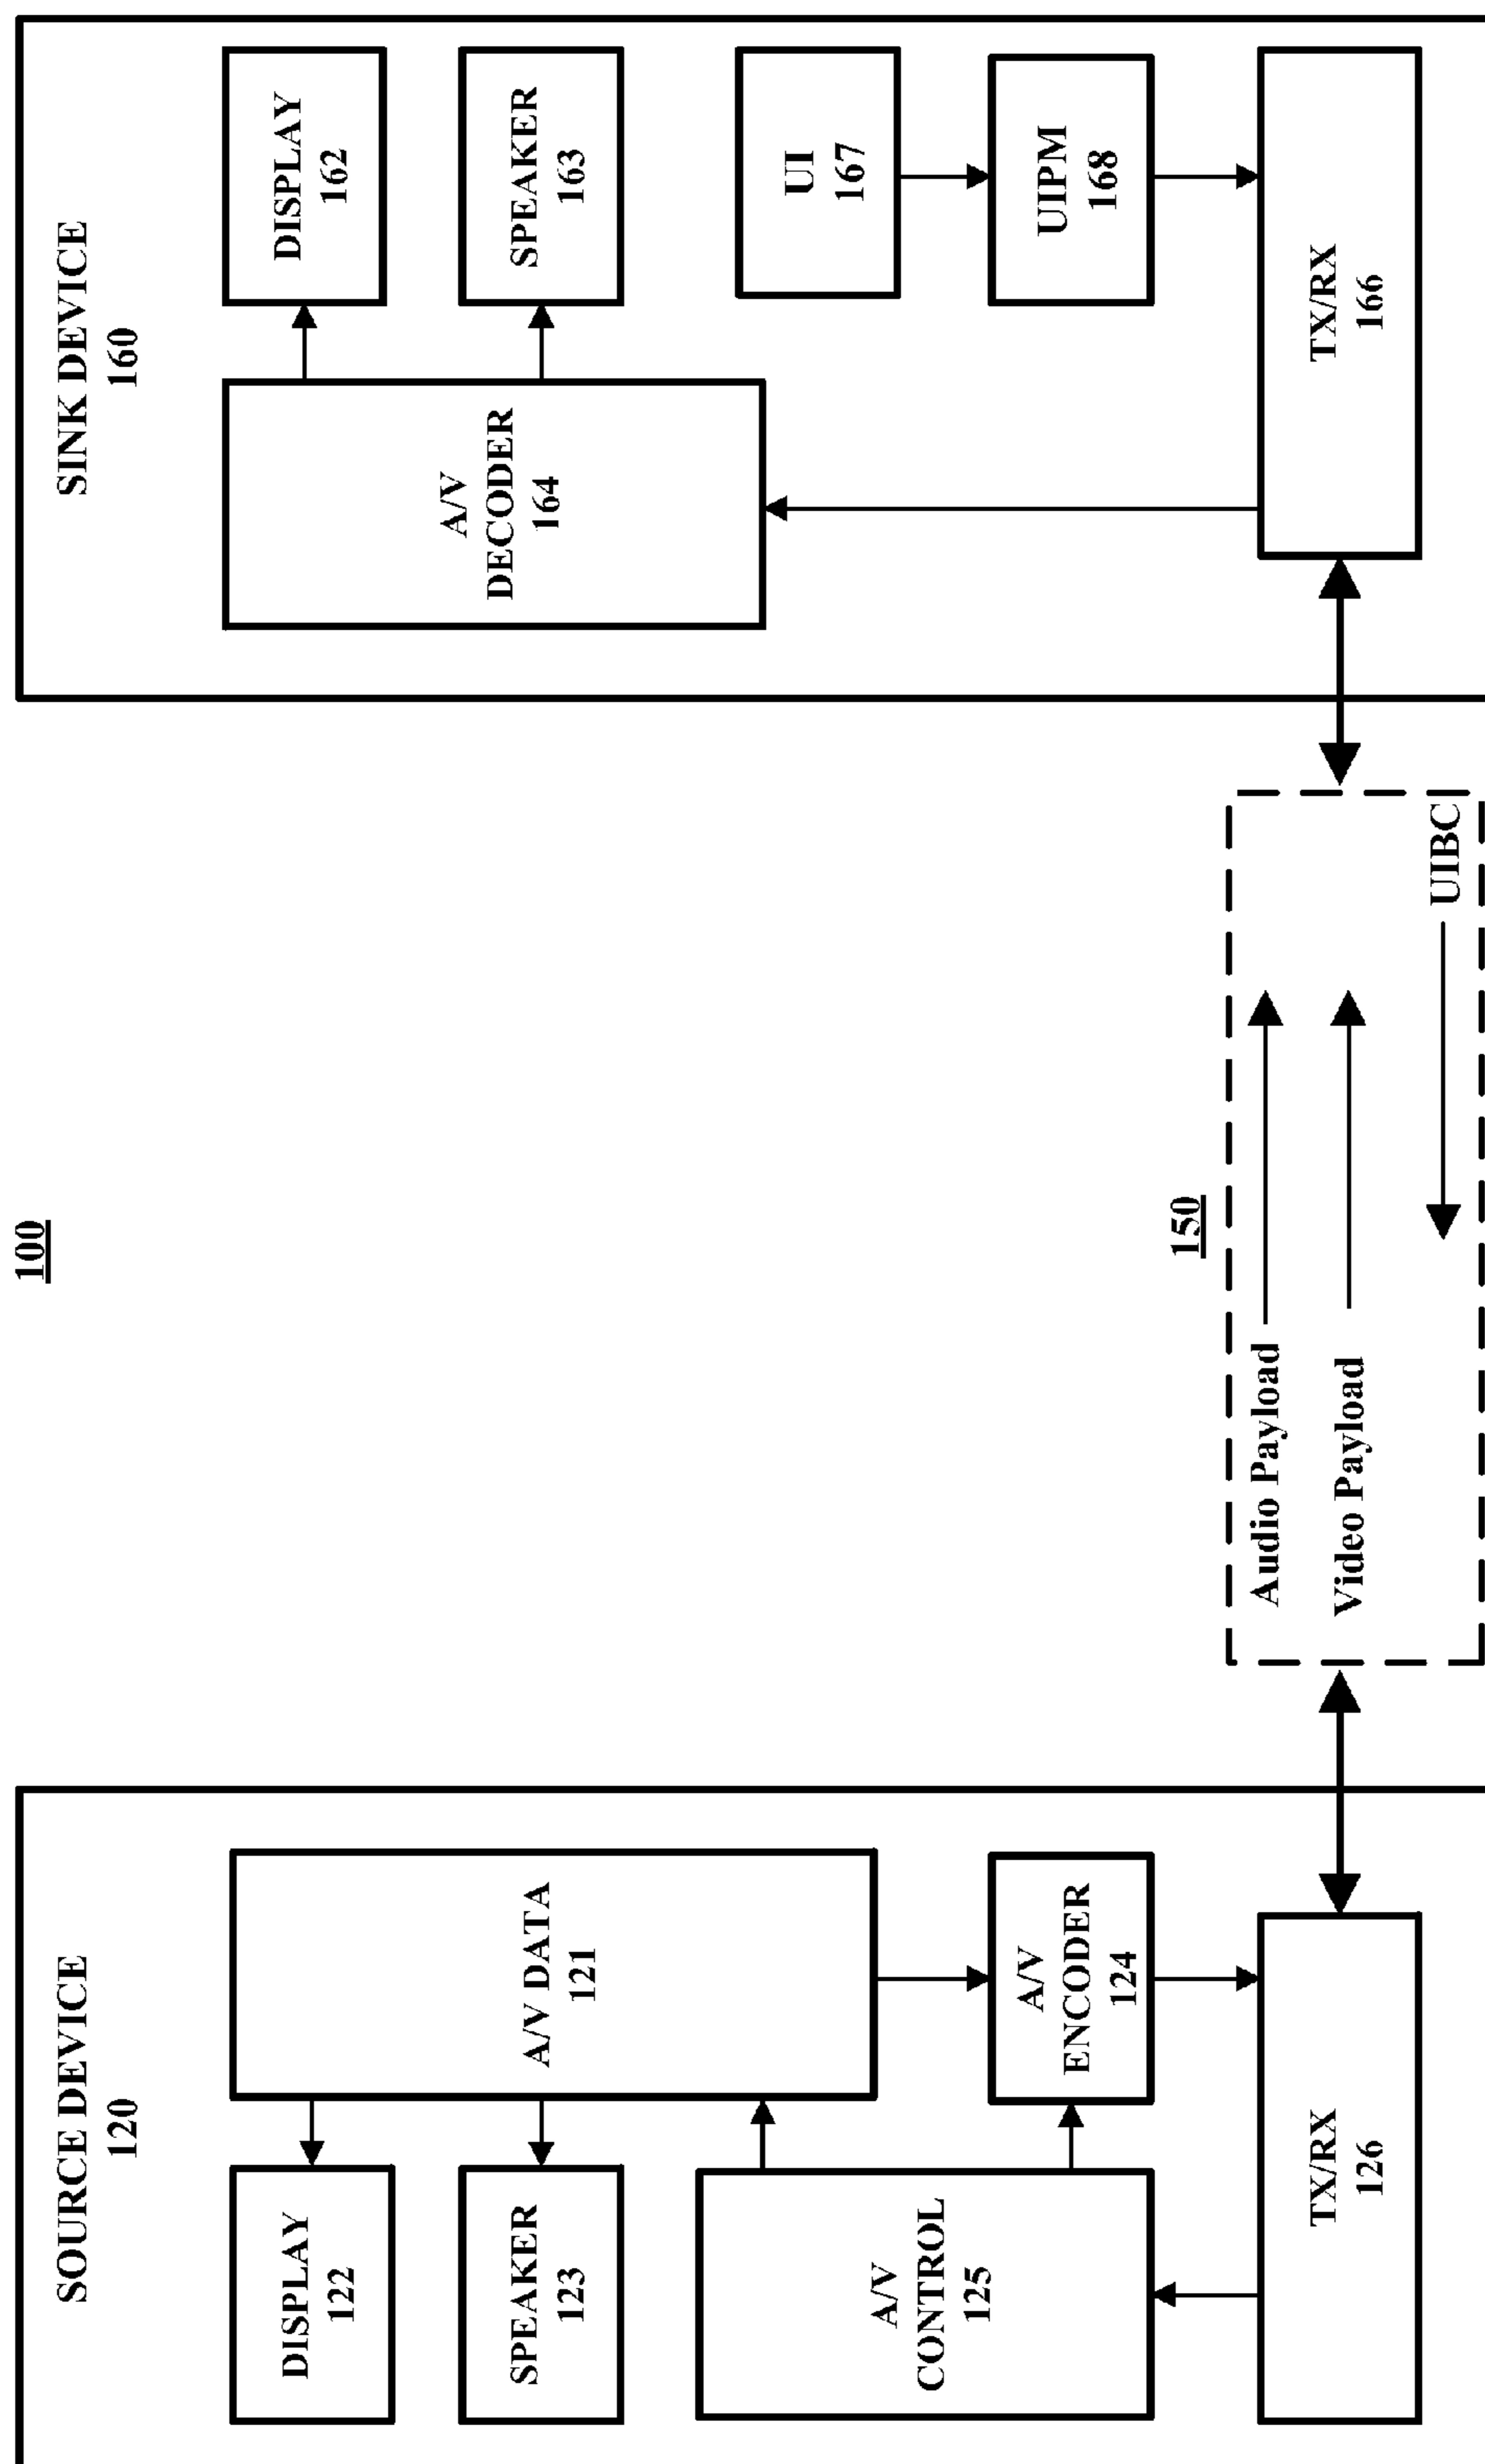 100
SOURCE DEVICE
120
DISPLAY
122
SPEAKER
123
A/V DATA
121
A/V
CONTROL
125
A/V
ENCODER
124
TX/RX
126
150
Audio Payload
Video Payload
UIBC
SINK DEVICE
160
A/V
DECODER
164
DISPLAY
162
SPEAKER
163
UI
167
UIPM
168
TX/RX
166